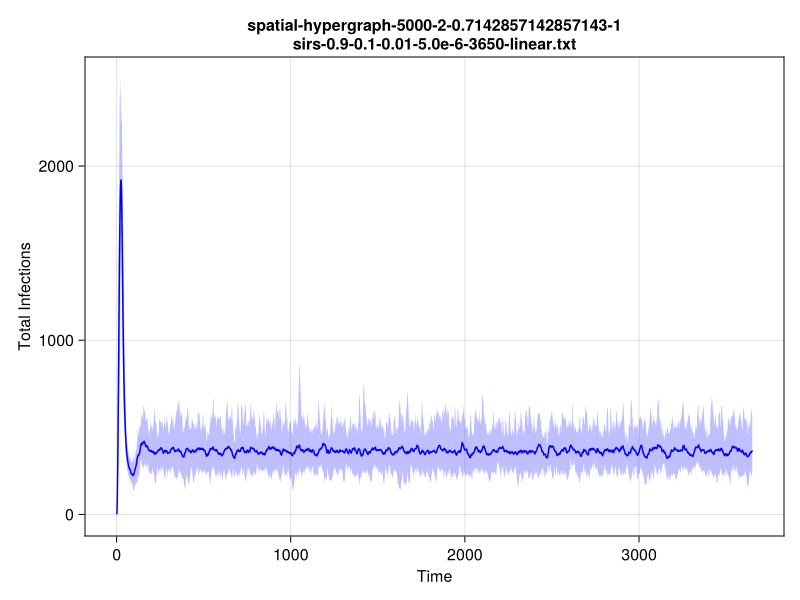 spatial-hypergraph-5000-2-0.7142857142857143-1
sirs-0.9-0.1-0.01-5.0e-6-3650-linear.txt
Total Infections
2000
1000
0
0
1000
2000
3000
Time